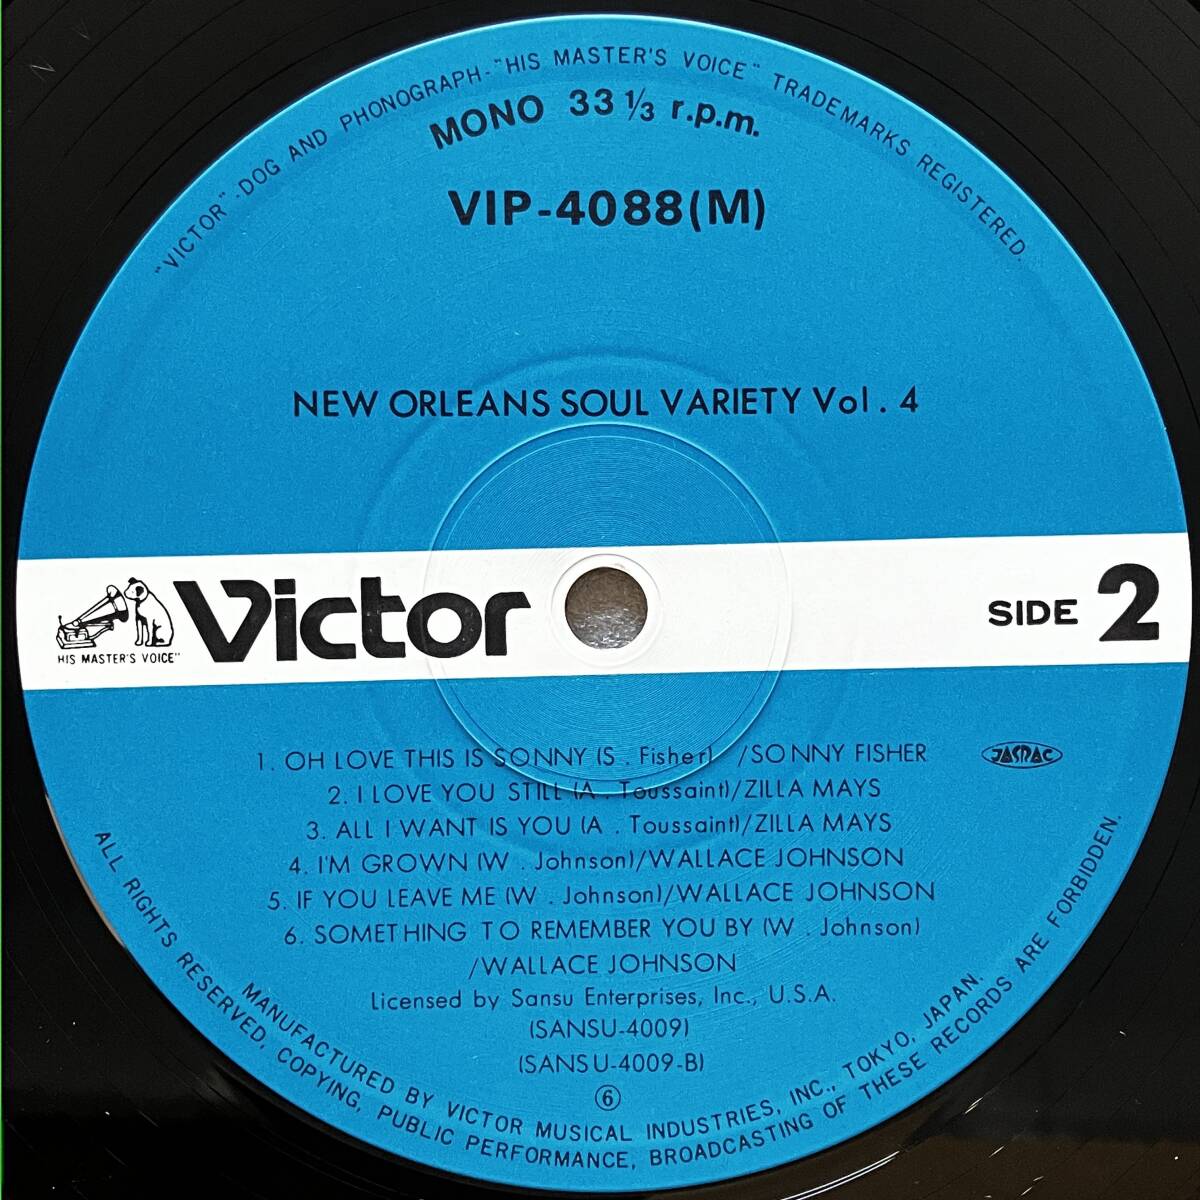 "VICTOR"-DOG AND PHONOGRAPH-"HIS MASTER'S VOICE" TRADEMARKS REGISTERED.
MONO 33 1/3 r.p.m.
VIP-4088(M)
NEW ORLEANS SOUL VARIETY Vol. 4
Victor
HIS MASTER'S VOICE"
SIDE 2
1. OH LOVE THIS IS SONNY (S. Fisher) /SONNY FISHER
JASRAC
2. I LOVE YOU STILL (A. Toussaint)/ZILLA MAYS
3. ALL I WANT IS YOU (A. Toussaint)/ZILLA MAYS
4. I'M GROWN (W. Johnson)/WALLACE JOHNSON
5. IF YOU LEAVE ME (W. Johnson)/WALLACE JOHNSON
6. SOMETHING TO REMEMBER YOU BY (W. Johnson)
/WALLACE JOHNSON
Licensed by Sansu Enterprises, Inc., U.S.A.
(SANSU-4009)
(SANSU-4009-B)
⑥
MANUFACTURED BY VICTOR MUSICAL INDUSTRIES, INC., TOKYO, JAPAN.
ALL RIGHTS RESERVED, COPYING, PUBLIC PERFORMANCE, BROADCASTING OF THESE RECORDS ARE FORBIDDEN.